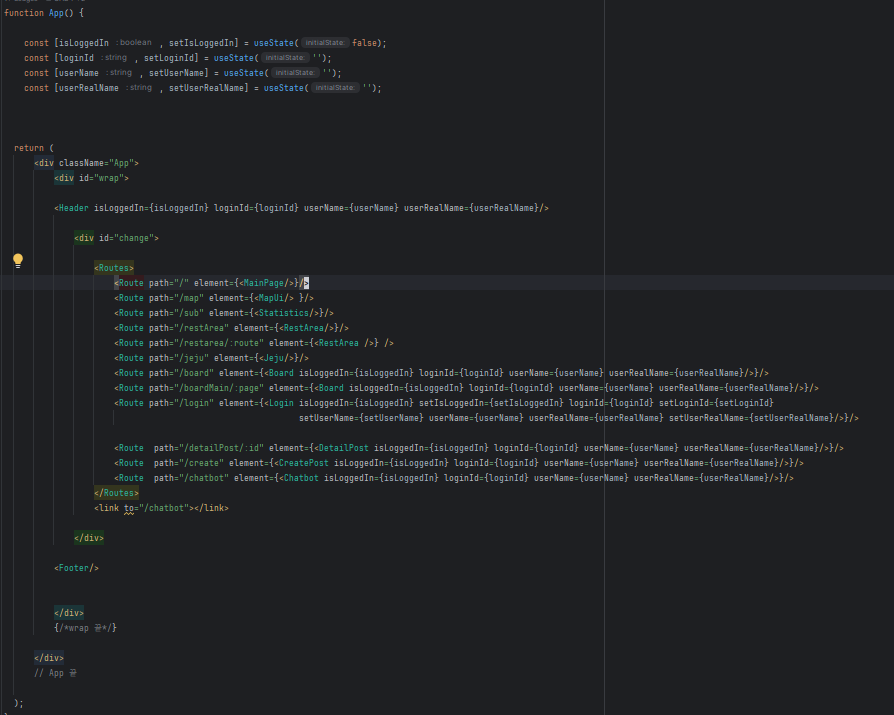 function App() {
const [isLoggedIn : boolean , setIsLoggedIn] = useState( initialState: false);
const [loginId : string , setLoginId] = useState( initialState: '');
const [userName : string , setUserName] = useState( initialState: '');
const [userRealName : string , setUserRealName] = useState( initialState: '');
return (
<div className="App">
<div id="wrap">
<Header isLoggedIn={isLoggedIn} loginId={loginId} userName={userName} userRealName={userRealName}/>
<div id="change">
<Routes>
<Route path="/" element={<MainPage/>}/>
<Route path="/map" element={<MapUi/> }/>
<Route path="/sub" element={<Statistics/>}/>
<Route path="/restArea" element={<RestArea/>}/>
<Route path="/restarea/:route" element={<RestArea />} />
<Route path="/jeju" element={<Jeju/>}/>
<Route path="/board" element={<Board isLoggedIn={isLoggedIn} loginId={loginId} userName={userName} userRealName={userRealName}/>}/>
<Route path="/boardMain/:page" element={<Board isLoggedIn={isLoggedIn} loginId={loginId} userName={userName} userRealName={userRealName}/>}/>
<Route path="/login" element={<Login isLoggedIn={isLoggedIn} setIsLoggedIn={setIsLoggedIn} loginId={loginId} setLoginId={setLoginId}
setUserName={setUserName} userName={userName} userRealName={userRealName} setUserRealName={setUserRealName}/>}/>
<Route  path="/detailPost/:id" element={<DetailPost isLoggedIn={isLoggedIn} loginId={loginId} userName={userName} userRealName={userRealName}/>}/>
<Route  path="/create" element={<CreatePost isLoggedIn={isLoggedIn} loginId={loginId} userName={userName} userRealName={userRealName}/>}/>
<Route  path="/chatbot" element={<Chatbot isLoggedIn={isLoggedIn} loginId={loginId} userName={userName} userRealName={userRealName}/>}/>
</Routes>
<link to="/chatbot"></link>
</div>
<Footer/>
</div>
{/*wrap 끝*/}
</div>
// App 끝
);